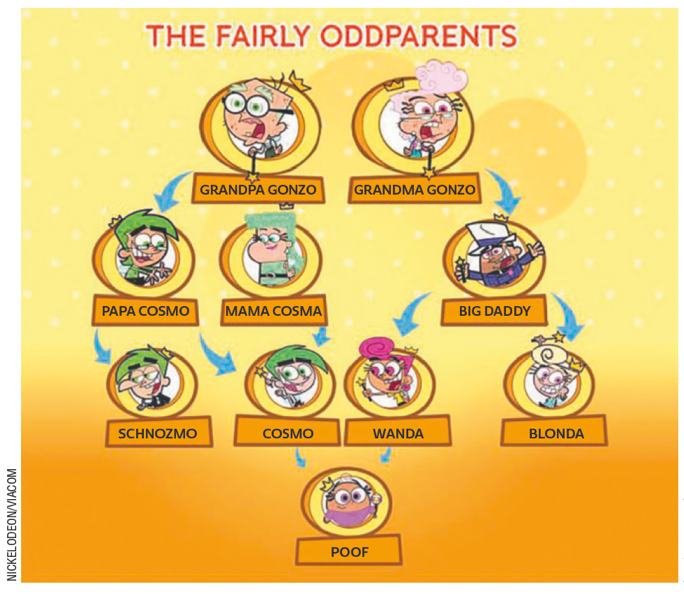 THE FAIRLY ODDPARENTS
GRANDPA GONZO
GRANDMA GONZO
PAPA COSMO
MAMA COSMA
BIG DADDY
SCHNOZMO
COSMO
WANDA
BLONDA
POOF
NICKELODEON/VIACOM